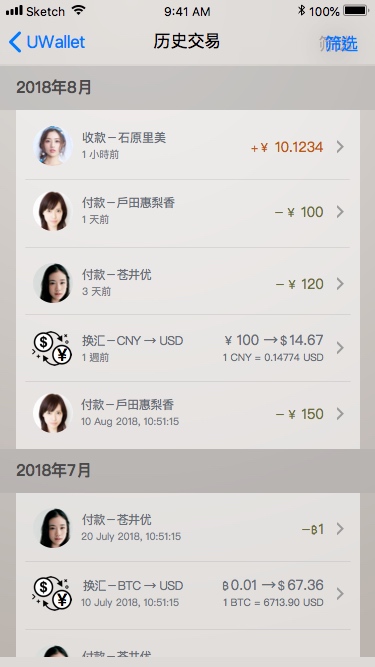 Sketch 9:41 AM 100%
UWallet 历史交易 筛选
2018年8月
收款－石原里美
1 小時前
+¥ 10.1234
付款－戶田惠梨香
1 天前
－¥ 100
付款－苍井优
3 天前
－¥ 120
换汇－CNY → USD
1 週前
¥ 100 →$14.67
1 CNY = 0.14774 USD
付款－戶田惠梨香
10 Aug 2018, 10:51:15
－¥ 150
2018年7月
付款－苍井优
20 July 2018, 10:51:15
－฿1
换汇－BTC → USD
10 July 2018, 10:51:15
฿0.01 →$67.36
1 BTC = 6713.90 USD
付款－苍井优